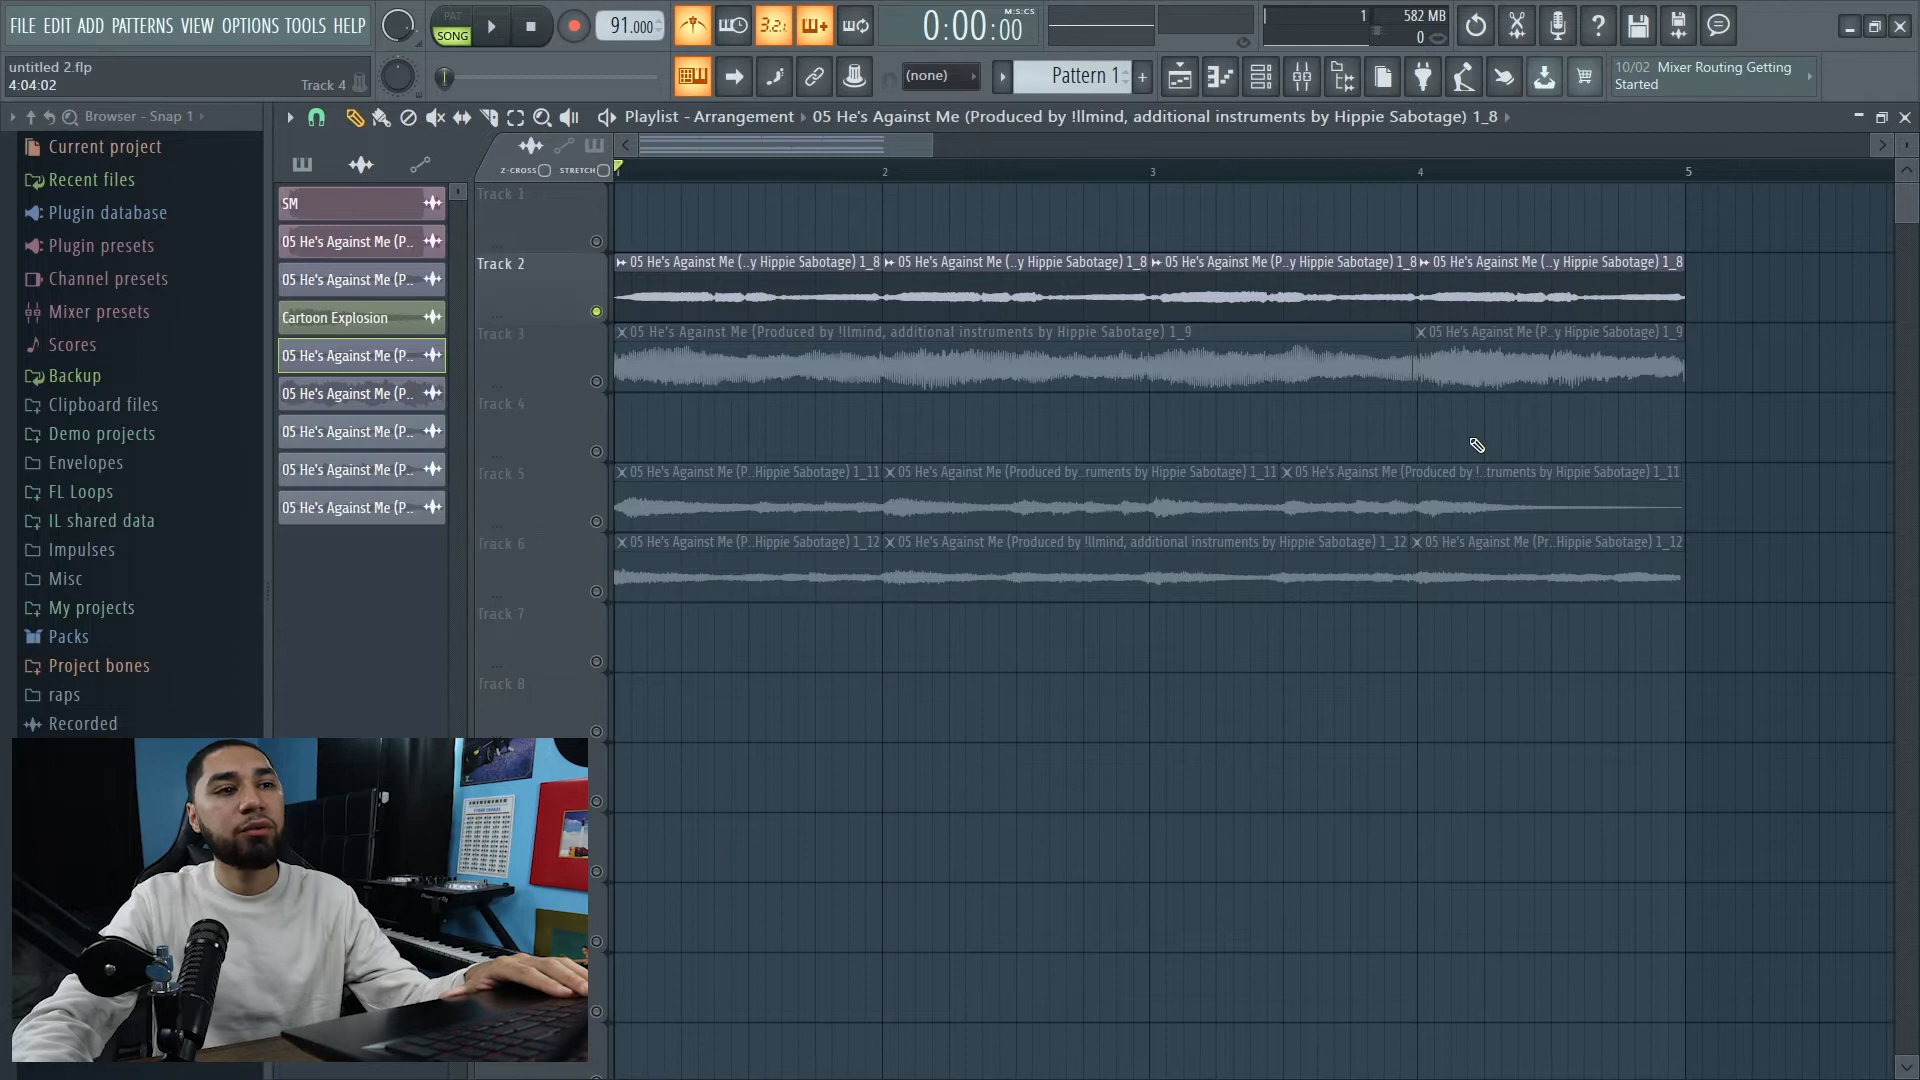 FILE EDIT ADD PATTERNS VIEW OPTIONS TOOLS HELP
PAT
SONG
91.000
3.2.1
0:00:00
M:S:CS
1
582 MB
0
untitled 2.flp
4:04:02
Track 4
(none)
Pattern 1
10/02 Mixer Routing Getting
Started
Browser - Snap 1
Playlist - Arrangement › 05 He's Against Me (Produced by !llmind, additional instruments by Hippie Sabotage) 1_8
Current project
Recent files
Plugin database
Plugin presets
Channel presets
Mixer presets
Scores
Backup
Clipboard files
Demo projects
Envelopes
FL Loops
IL shared data
Impulses
Misc
My projects
Packs
Project bones
raps
Recorded
SM
05 He's Against Me (P..
05 He's Against Me (P..
Cartoon Explosion
05 He's Against Me (P..
05 He's Against Me (P..
05 He's Against Me (P..
05 He's Against Me (P..
05 He's Against Me (P..
Z-CROSS
STRETCH
1 2 3 4 5
Track 1
Track 2
05 He's Against Me (..y Hippie Sabotage) 1_8
05 He's Against Me (..y Hippie Sabotage) 1_8
05 He's Against Me (P..y Hippie Sabotage) 1_8
05 He's Against Me (..y Hippie Sabotage) 1_8
Track 3
05 He's Against Me (Produced by !llmind, additional instruments by Hippie Sabotage) 1_9
05 He's Against Me (P..y Hippie Sabotage) 1_9
Track 4
Track 5
05 He's Against Me (P..Hippie Sabotage) 1_11
05 He's Against Me (Produced by..ruments by Hippie Sabotage) 1_11
05 He's Against Me (Produced by !..truments by Hippie Sabotage) 1_11
Track 6
05 He's Against Me (P..Hippie Sabotage) 1_12
05 He's Against Me (Produced by !llmind, additional instruments by Hippie Sabotage) 1_12
05 He's Against Me (Pr..Hippie Sabotage) 1_12
Track 7
Track 8